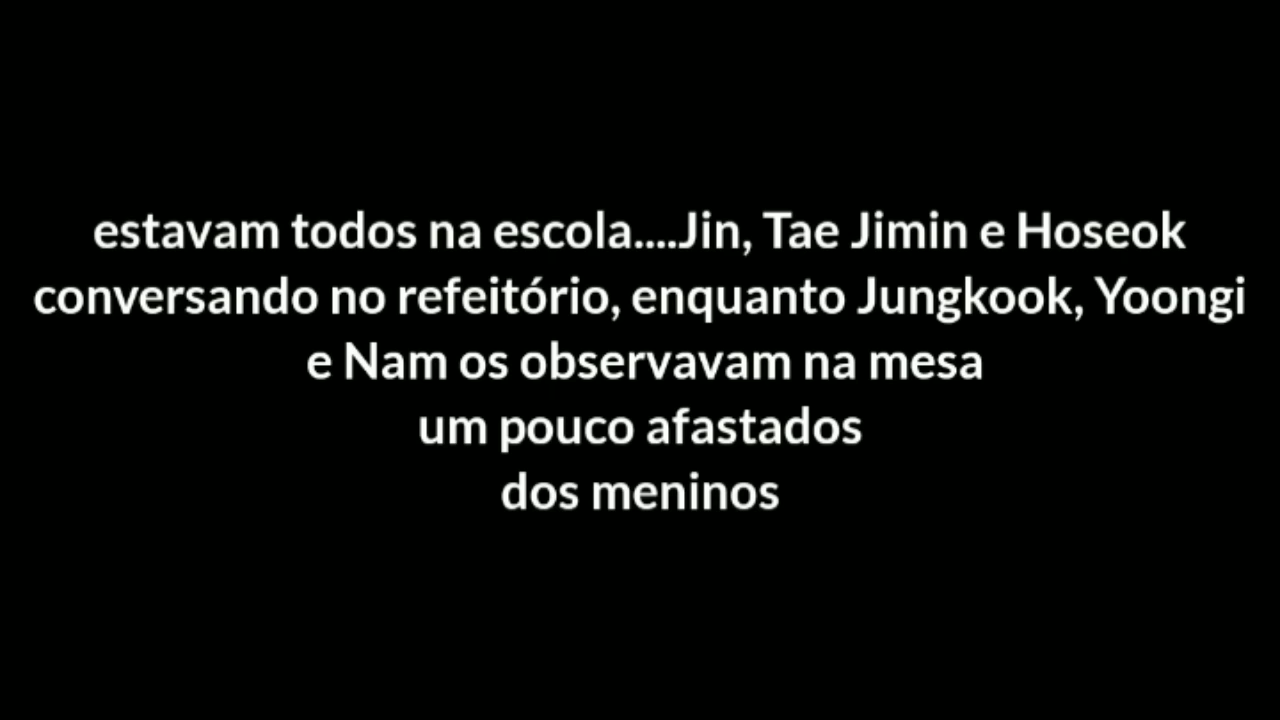 estavam todos na escola....Jin, Tae Jimin e Hoseok
conversando no refeitório, enquanto Jungkook, Yoongi
e Nam os observavam na mesa
um pouco afastados
dos meninos